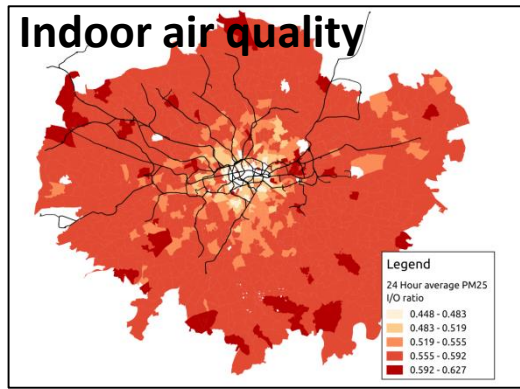 Indoor air quality
Legend
24 Hour average PM25
I/O ratio
0.448 - 0.483
0.483 - 0.519
0.519 - 0.555
0.555 - 0.592
0.592 - 0.627